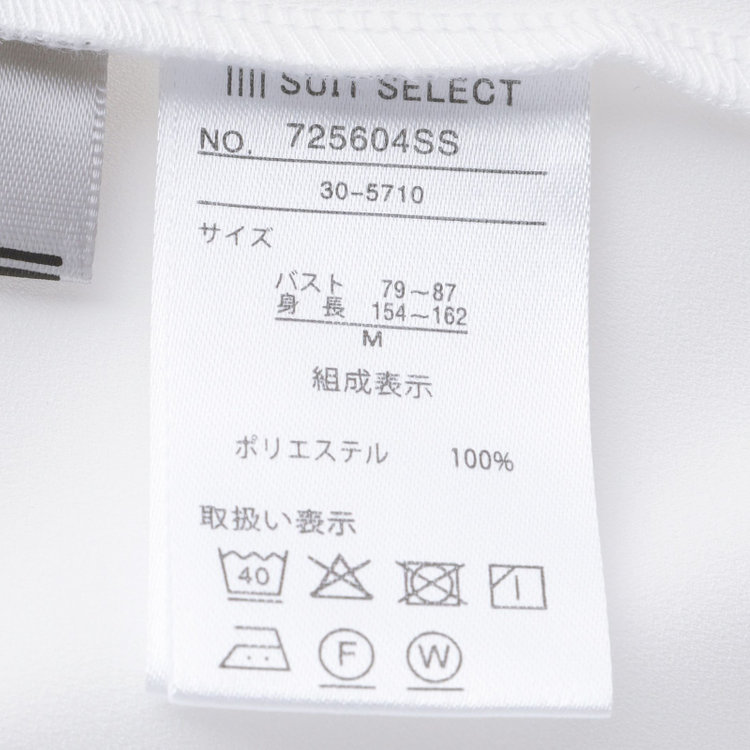 SUIT SELECT
NO. 725604SS
30-5710
サイズ
バスト 79〜87
身 長 154〜162
M
組成表示
ポリエステル 100%
取扱い表示
40
F W